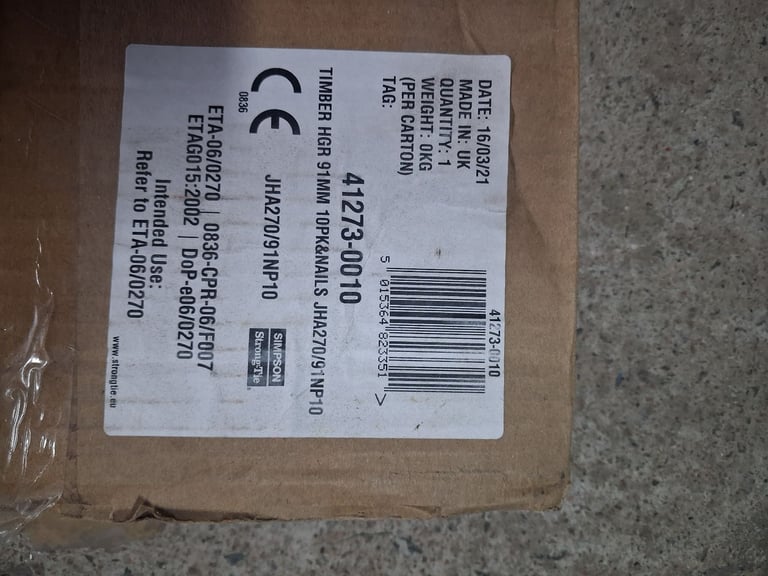 DATE: 16/03/21
MADE IN: UK
QUANTITY: 1
WEIGHT: 0KG
(PER CARTON)
TAG:
41273-0010
5 015364 823351 >
41273-0010
TIMBER HGR 91MM 10PK&NAILS JHA270/91NP10
CE
0836
JHA270/91NP10
SIMPSON
Strong-Tie
ETA-06/0270 | 0836-CPR-06/F007
ETAG015:2002 | DoP-e06/0270
Intended Use:
Refer to ETA-06/0270
www.strongtie.eu